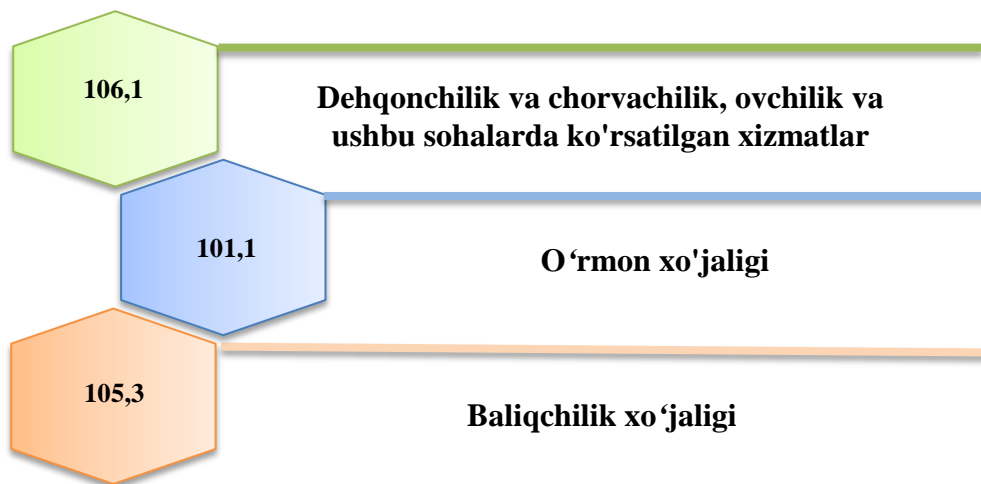 106,1
Dehqonchilik va chorvachilik, ovchilik va
ushbu sohalarda ko'rsatilgan xizmatlar
101,1
O‘rmon xo'jaligi
105,3
Baliqchilik xo‘jaligi